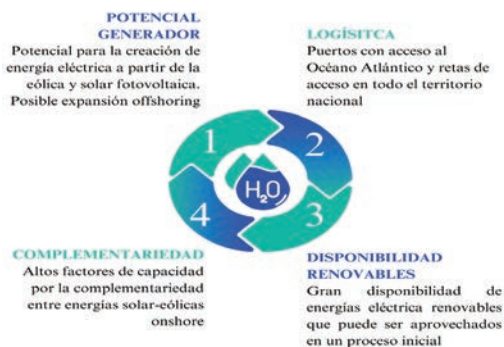 POTENCIAL
GENERADOR
Potencial para la creación de
energía eléctrica a partir de la
eólica y solar fotovoltaica.
Posible expansión offshoring
LOGÍSITCA
Puertos con acceso al
Océano Atlántico y retas de
acceso en todo el territorio
nacional
1
2
H2O
4
3
COMPLEMENTARIEDAD
Altos factores de capacidad
por la complementariedad
entre energías solar-eólicas
onshore
DISPONIBILIDAD
RENOVABLES
Gran disponibilidad de
energías eléctrica renovables
que puede ser aprovechados
en un proceso inicial